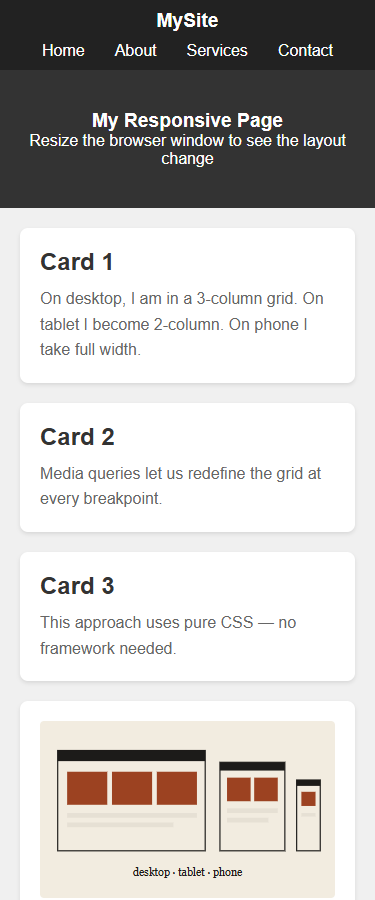 MySite
Home About Services Contact
My Responsive Page
Resize the browser window to see the layout
change
Card 1
On desktop, I am in a 3-column grid. On
tablet I become 2-column. On phone I
take full width.
Card 2
Media queries let us redefine the grid at
every breakpoint.
Card 3
This approach uses pure CSS — no
framework needed.
desktop · tablet · phone